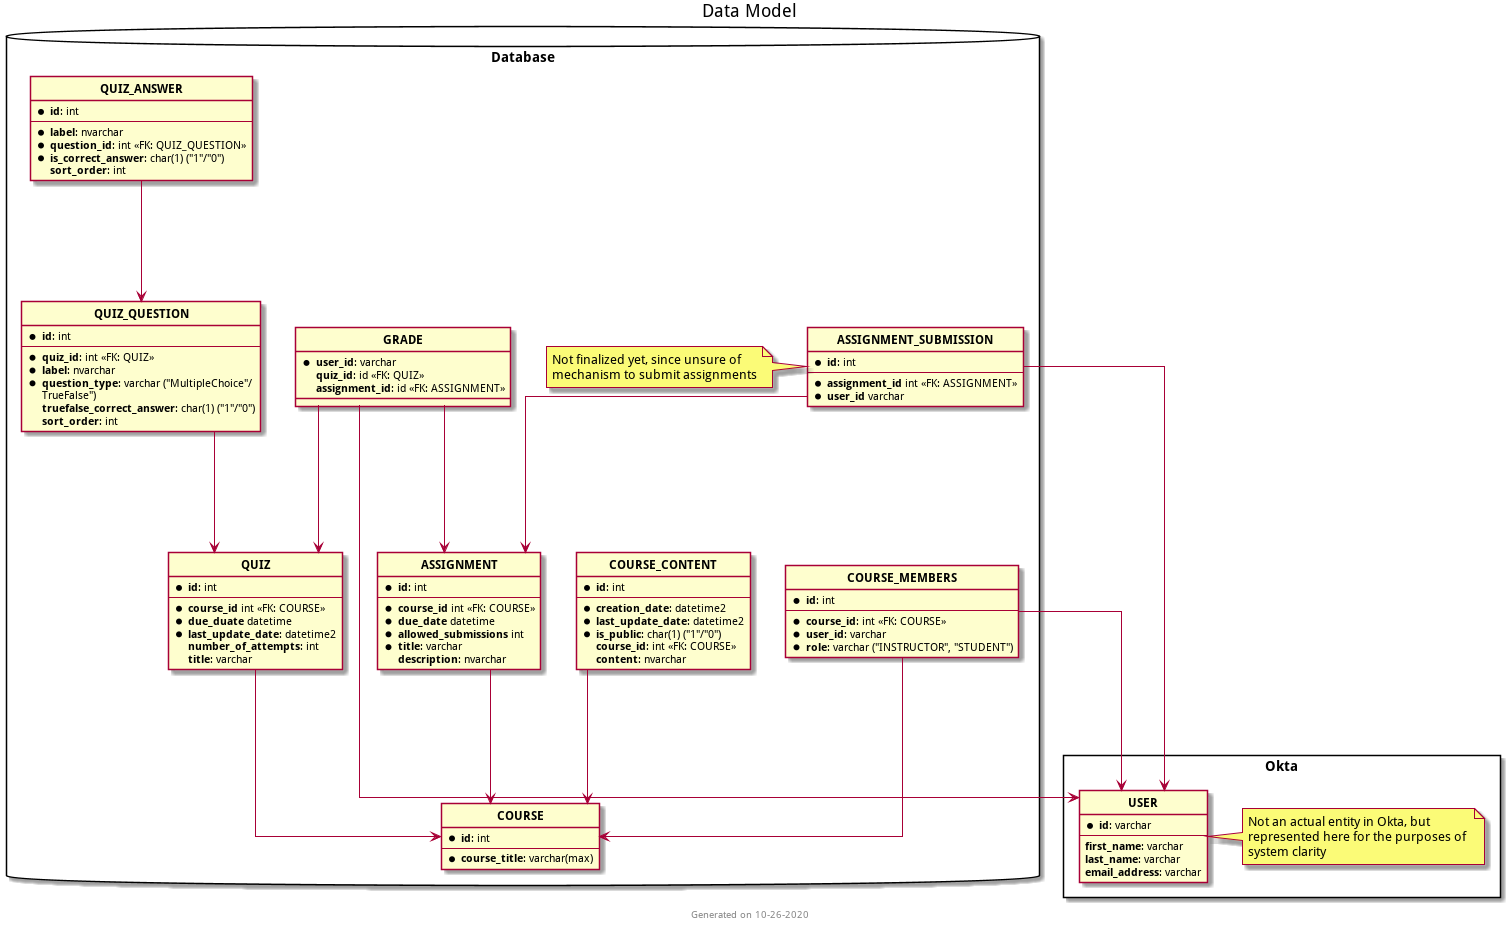 Data Model
Database
QUIZ_ANSWER
id: int
label: nvarchar
question_id: int «FK: QUIZ_QUESTION»
is_correct_answer: char(1) ("1"/"0")
sort_order: int
QUIZ_QUESTION
id: int
quiz_id: int «FK: QUIZ»
label: nvarchar
question_type: varchar ("MultipleChoice"/
TrueFalse")
truefalse_correct_answer: char(1) ("1"/"0")
sort_order: int
GRADE
user_id: varchar
quiz_id: id «FK: QUIZ»
assignment_id: id «FK: ASSIGNMENT»
Not finalized yet, since unsure of
mechanism to submit assignments
ASSIGNMENT_SUBMISSION
id: int
assignment_id int «FK: ASSIGNMENT»
user_id varchar
QUIZ
id: int
course_id int «FK: COURSE»
due_duate datetime
last_update_date: datetime2
number_of_attempts: int
title: varchar
ASSIGNMENT
id: int
course_id int «FK: COURSE»
due_date datetime
allowed_submissions int
title: varchar
description: nvarchar
COURSE_CONTENT
id: int
creation_date: datetime2
last_update_date: datetime2
is_public: char(1) ("1"/"0")
course_id: int «FK: COURSE»
content: nvarchar
COURSE_MEMBERS
id: int
course_id: int «FK: COURSE»
user_id: varchar
role: varchar ("INSTRUCTOR", "STUDENT")
COURSE
id: int
course_title: varchar(max)
Okta
USER
id: varchar
first_name: varchar
last_name: varchar
email_address: varchar
Not an actual entity in Okta, but
represented here for the purposes of
system clarity
Generated on 10-26-2020